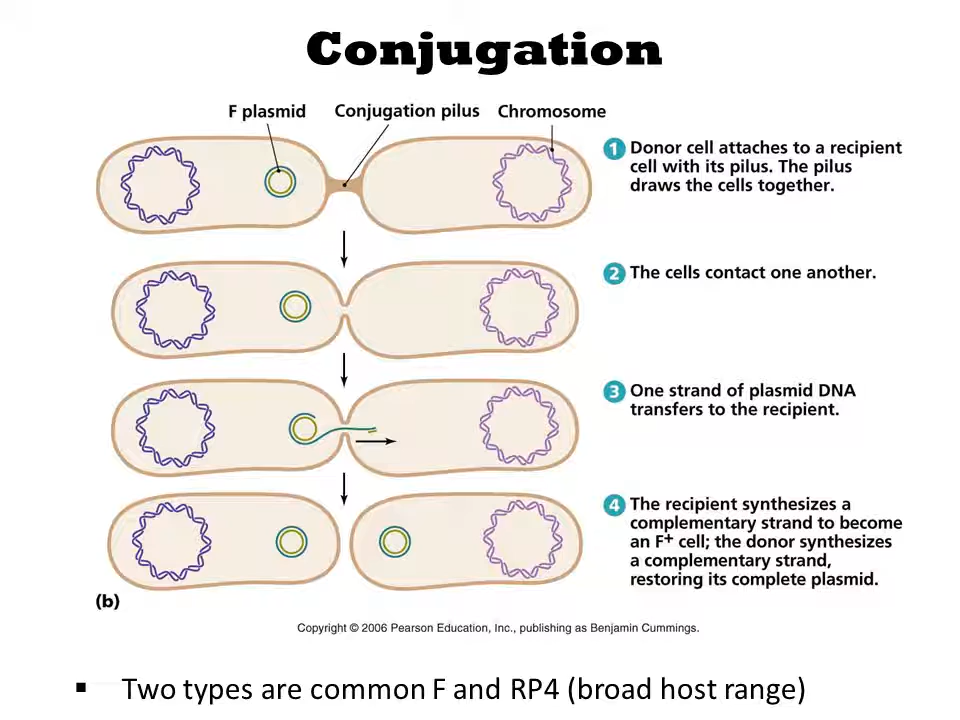 Conjugation
F plasmid Conjugation pilus Chromosome
1 Donor cell attaches to a recipient
cell with its pilus. The pilus
draws the cells together.
2 The cells contact one another.
3 One strand of plasmid DNA
transfers to the recipient.
4 The recipient synthesizes a
complementary strand to become
an F+ cell; the donor synthesizes
a complementary strand,
restoring its complete plasmid.
(b)
Copyright © 2006 Pearson Education, Inc., publishing as Benjamin Cummings.
▪ Two types are common F and RP4 (broad host range)